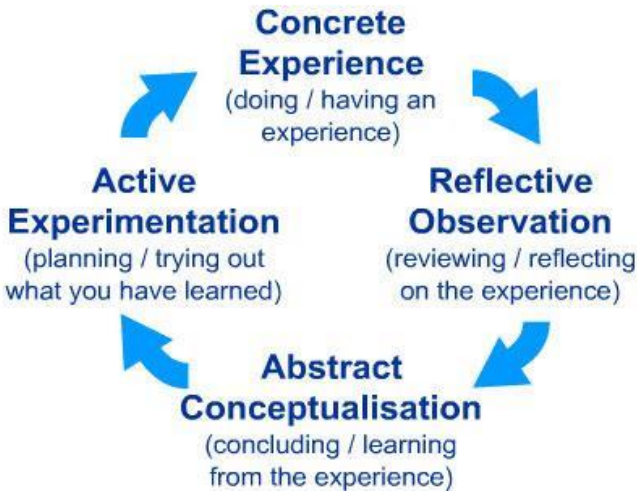 Concrete
Experience
(doing / having an
experience)
Active
Experimentation
(planning / trying out
what you have learned)
Reflective
Observation
(reviewing / reflecting
on the experience)
Abstract
Conceptualisation
(concluding / learning
from the experience)